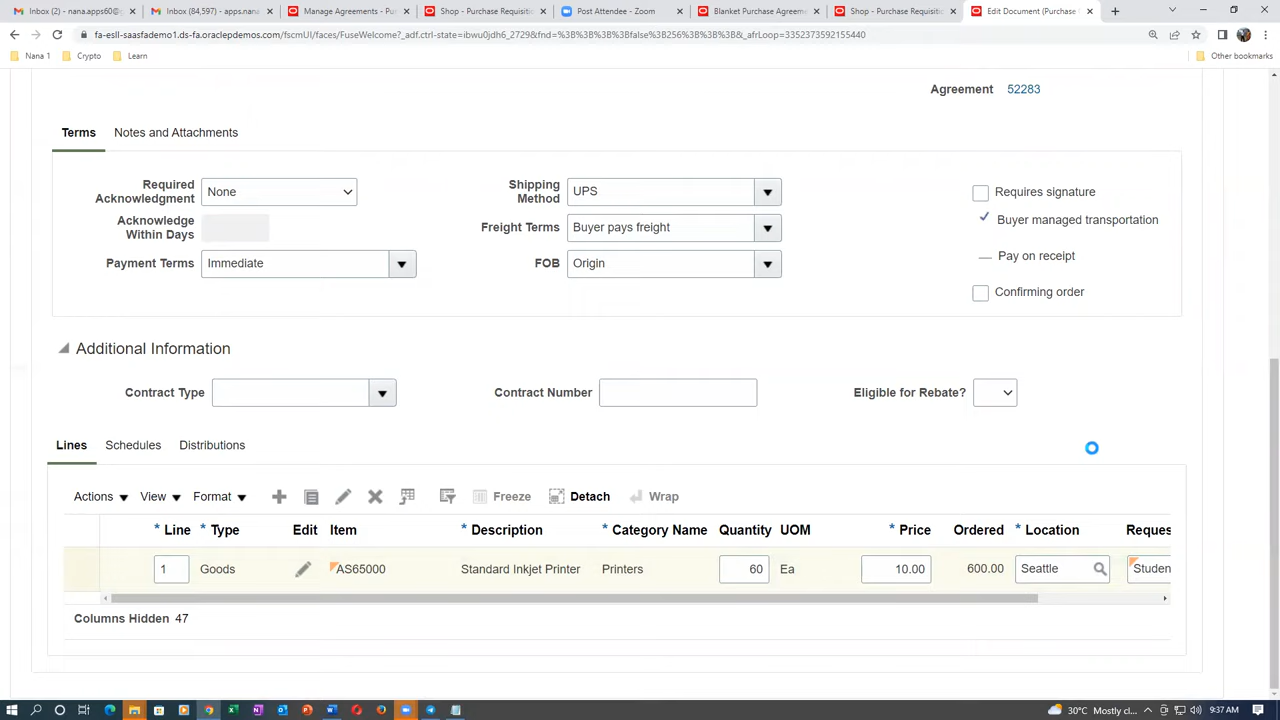 Inbox (2) - nana.apps60@g
Inbox (84,597) - apps.nana
Manage Agreements - Pu
Shop - Purchase Requisiti
Post Attendee - Zoom
Blanket Purchase Agreeme
Shop - Purchase Requisiti
Edit Document (Purchase
fa-esll-saasfademo1.ds-fa.oraclepdemos.com/fscmUI/faces/FuseWelcome?_adf.ctrl-state=ibwu0jdh6_2729&fnd=%3B%3B%3B%3Bfalse%3B256%3B%3B%3B&_afrLoop=3352373592155440
Nana 1 Crypto Learn Other bookmarks
Agreement 52283
Terms Notes and Attachments
Required Acknowledgment None
Shipping Method UPS
Requires signature
Acknowledge Within Days
Freight Terms Buyer pays freight
Buyer managed transportation
Payment Terms Immediate
FOB Origin
Pay on receipt
Confirming order
Additional Information
Contract Type Contract Number Eligible for Rebate?
Lines Schedules Distributions
Actions View Format Freeze Detach Wrap
* Line * Type Edit Item * Description * Category Name Quantity UOM * Price Ordered * Location Reques
1 Goods AS65000 Standard Inkjet Printer Printers 60 Ea 10.00 600.00 Seattle Studen
Columns Hidden 47
30°C Mostly cl... 9:37 AM